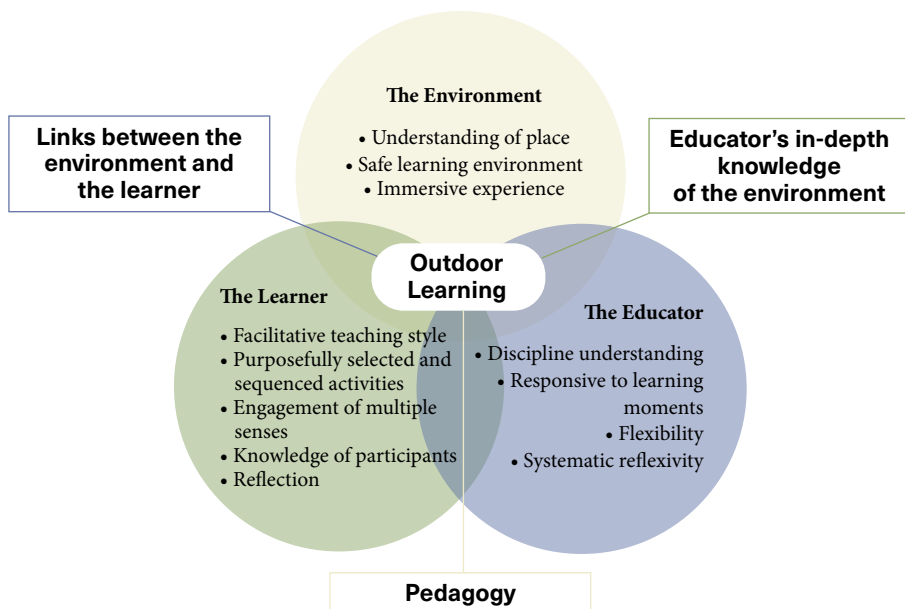 The Environment
• Understanding of place
• Safe learning environment
• Immersive experience
Links between the
environment and
the learner
Educator's in-depth
knowledge
of the environment
Outdoor
Learning
The Learner
• Facilitative teaching style
• Purposefully selected and
sequenced activities
• Engagement of multiple
senses
• Knowledge of participants
• Reflection
The Educator
• Discipline understanding
• Responsive to learning
moments
• Flexibility
• Systematic reflexivity
Pedagogy